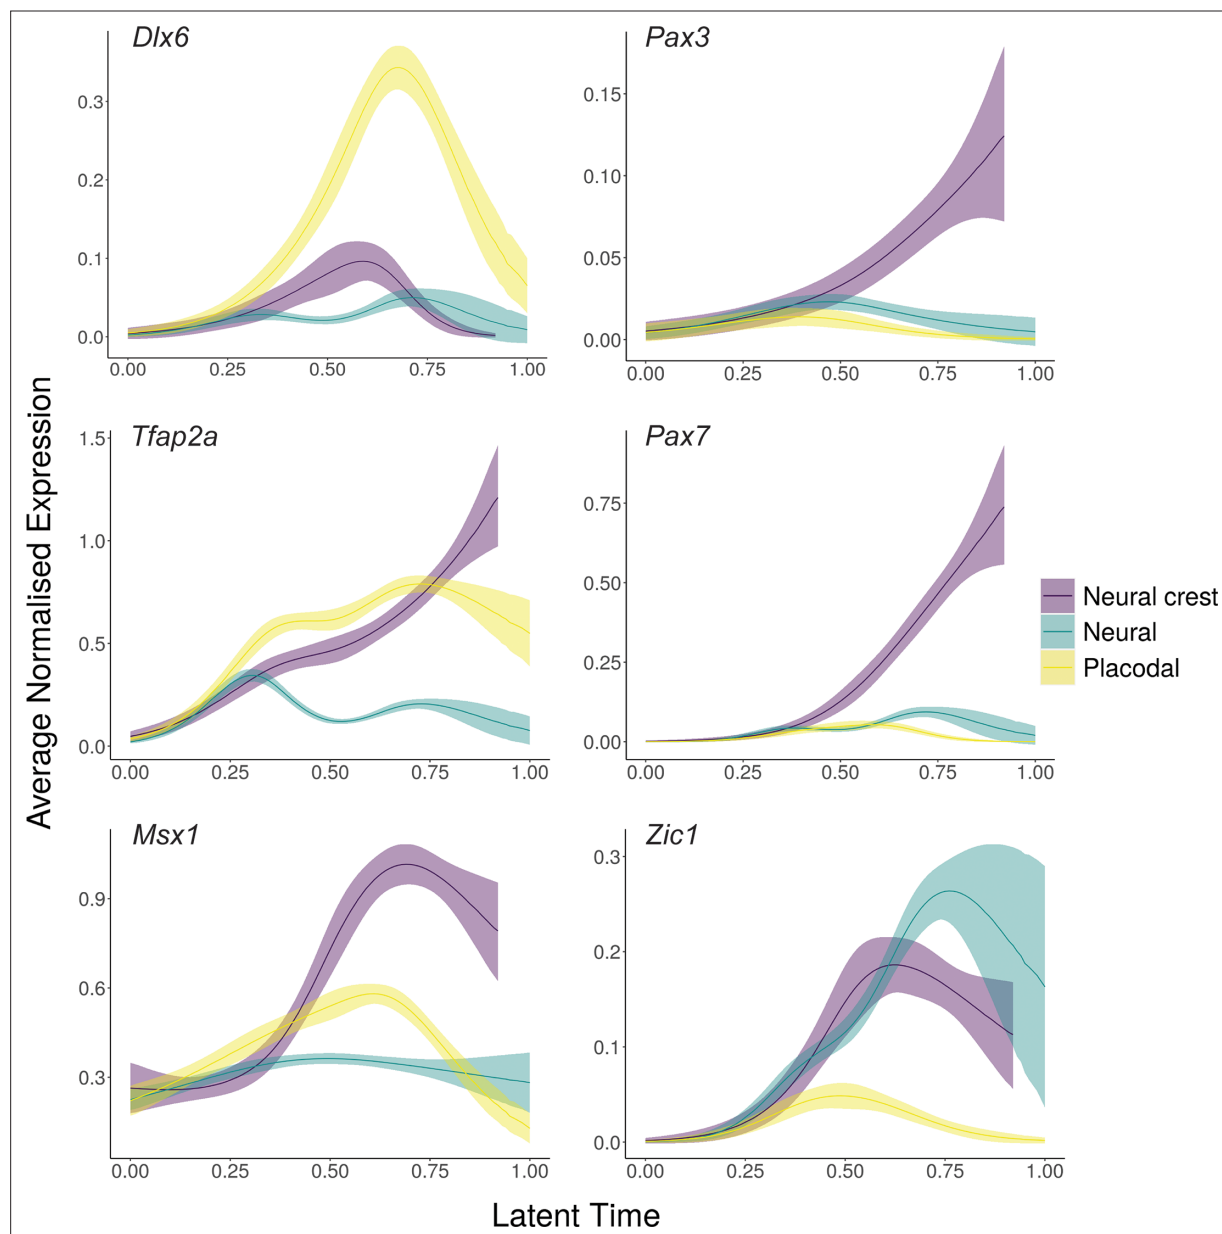 Dlx6
0.3
0.2
0.1
0.0
0.00 0.25 0.50 0.75 1.00
Pax3
0.15
0.10
0.05
0.00
0.00 0.25 0.50 0.75 1.00
Average Normalised Expression
Tfap2a
1.5
1.0
0.5
0.0
0.00 0.25 0.50 0.75 1.00
Pax7
0.75
0.50
0.25
0.00
0.00 0.25 0.50 0.75 1.00
Neural crest
Neural
Placodal
Msx1
0.9
0.6
0.3
0.00 0.25 0.50 0.75 1.00
Zic1
0.3
0.2
0.1
0.0
0.00 0.25 0.50 0.75 1.00
Latent Time